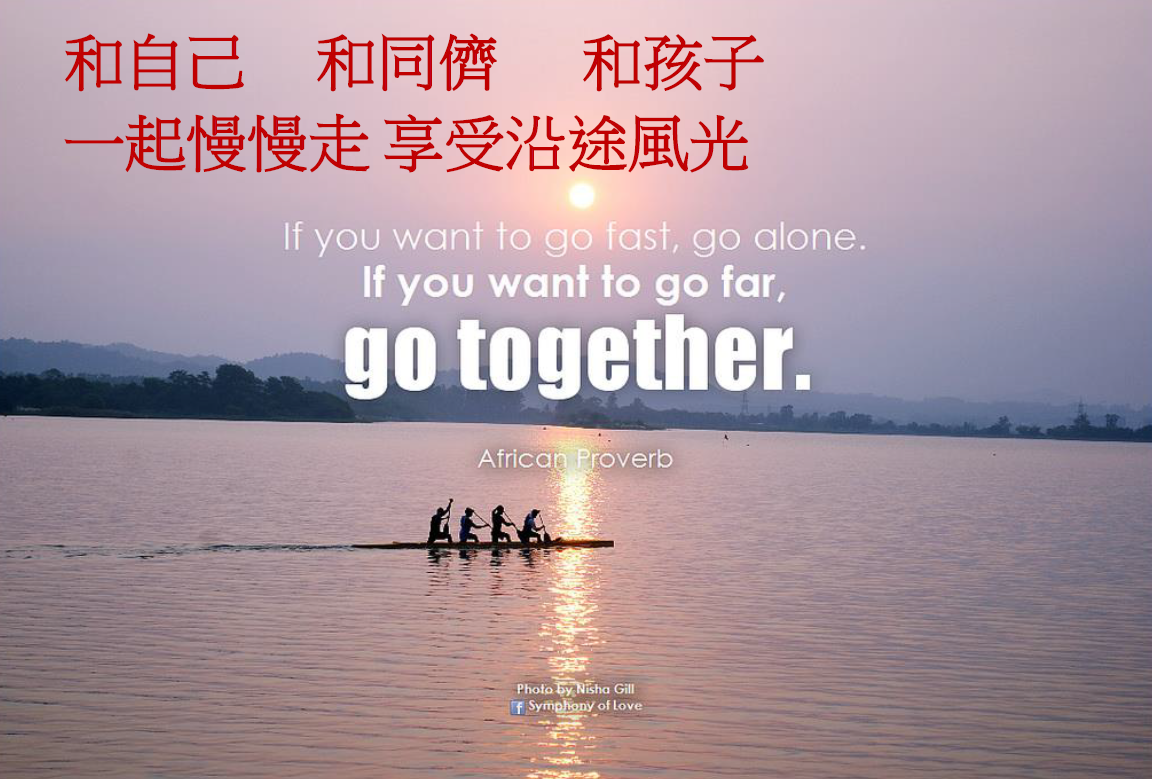 和自己 和同儕 和孩子
一起慢慢走 享受沿途風光
If you want to go fast, go alone.
If you want to go far,
go together.
African Proverb
Photo by Nisha Gill
Symphony of Love